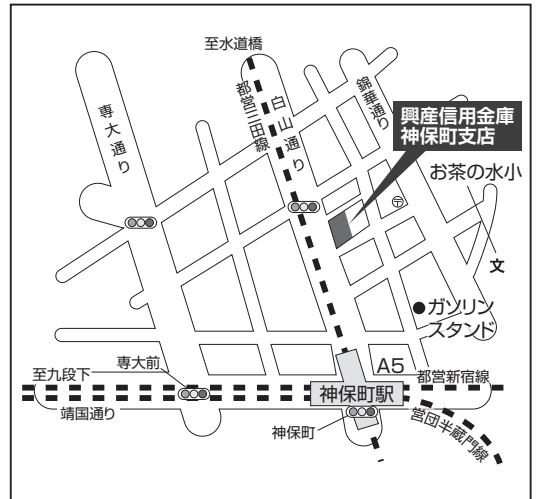 至水道橋
専大通り
都営三田線
白山通り
錦華通り
興産信用金庫
神保町支店
お茶の水小
〒
文
ガソリン
スタンド
A5
至九段下
専大前
都営新宿線
神保町駅
靖国通り
神保町
営団半蔵門線